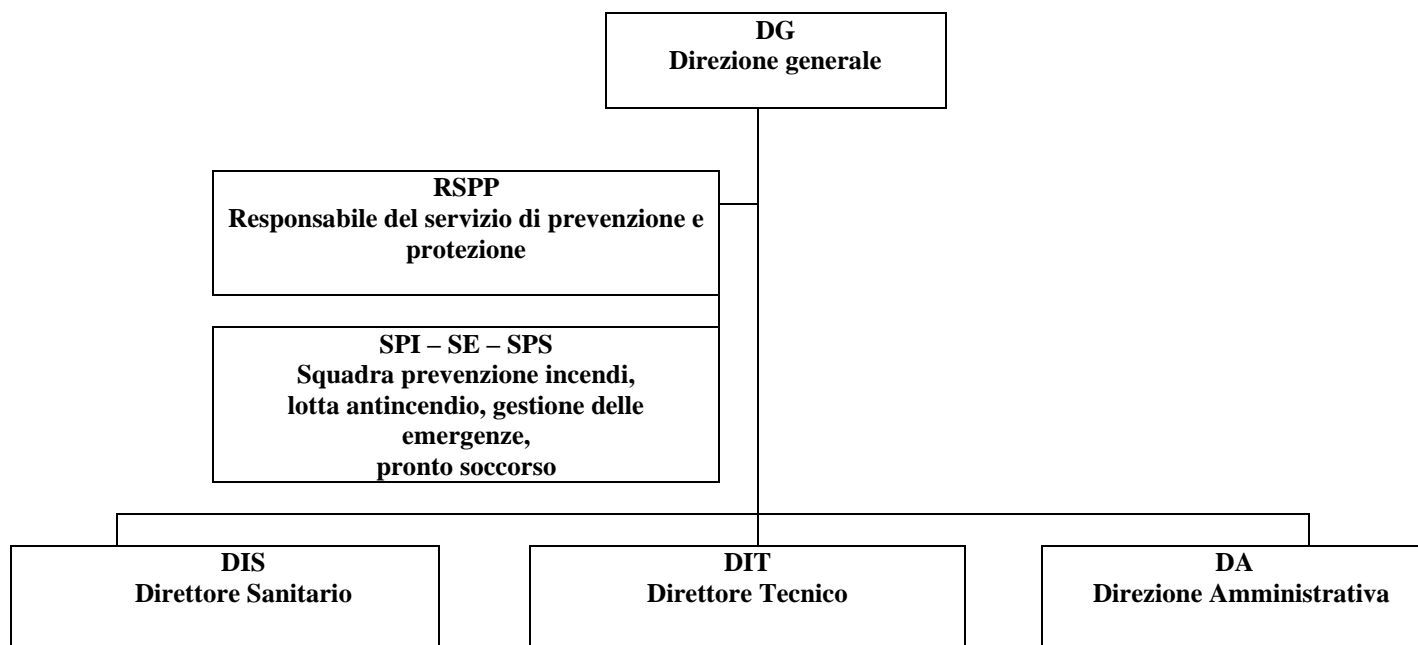 DG
Direzione generale
RSPP
Responsabile del servizio di prevenzione e
protezione
SPI – SE – SPS
Squadra prevenzione incendi,
lotta antincendio, gestione delle
emergenze,
pronto soccorso
DIS
Direttore Sanitario
DIT
Direttore Tecnico
DA
Direzione Amministrativa